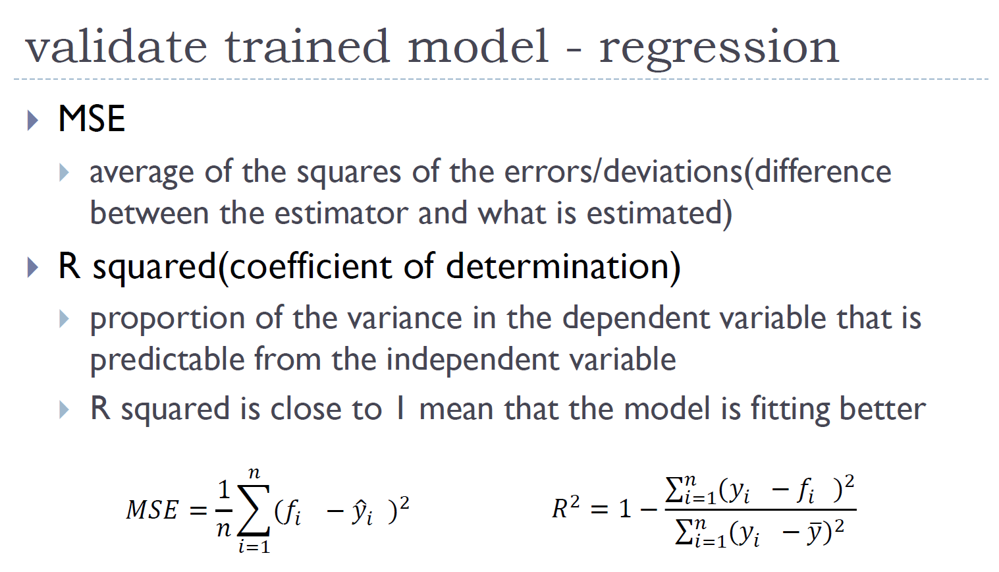 validate trained model - regression
MSE
average of the squares of the errors/deviations(difference
between the estimator and what is estimated)
R squared(coefficient of determination)
proportion of the variance in the dependent variable that is
predictable from the independent variable
R squared is close to 1 mean that the model is fitting better
$MSE = \frac{1}{n}\sum_{i=1}^{n}(f_i - \hat{y}_i)^2$
$R^2 = 1 - \frac{\sum_{i=1}^{n}(y_i - f_i)^2}{\sum_{i=1}^{n}(y_i - \bar{y})^2}$